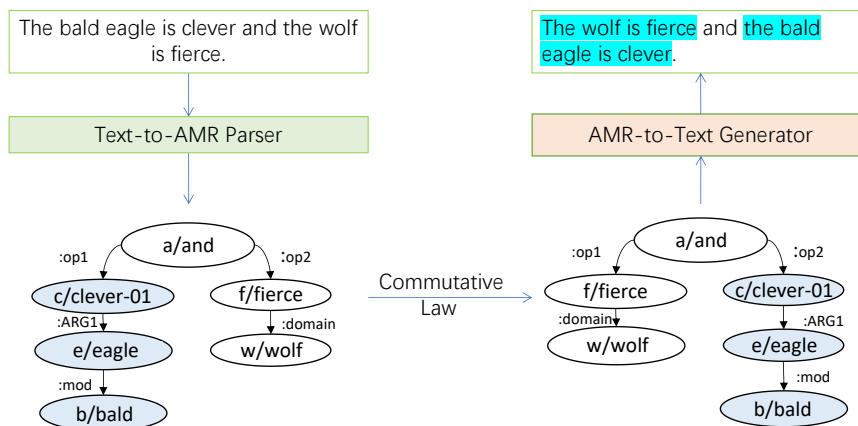 The bald eagle is clever and the wolf
is fierce.
The wolf is fierce and the bald
eagle is clever.
Text-to-AMR Parser
AMR-to-Text Generator
a/and
:op1
:op2
c/clever-01
f/fierce
:ARG1
:domain
e/eagle
w/wolf
:mod
b/bald
Commutative
Law
a/and
:op1
:op2
f/fierce
c/clever-01
:domain
:ARG1
w/wolf
e/eagle
:mod
b/bald